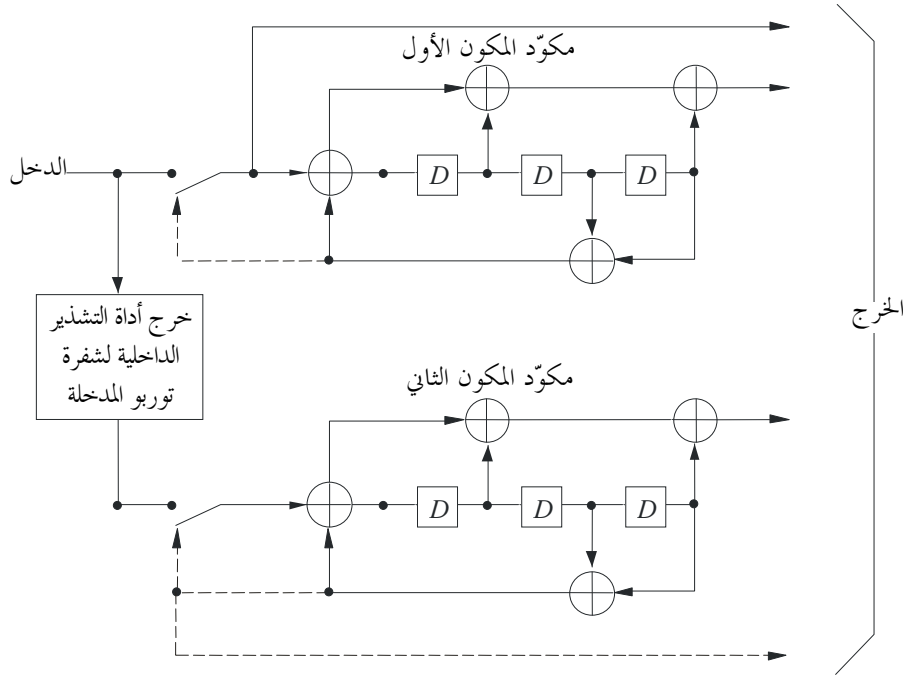 مكوّد المكون الأول
D
D
D
الدخل
خرج أداة التشذير
الداخلية لشفرة
توربو المدخلة
الخرج
مكوّد المكون الثاني
D
D
D